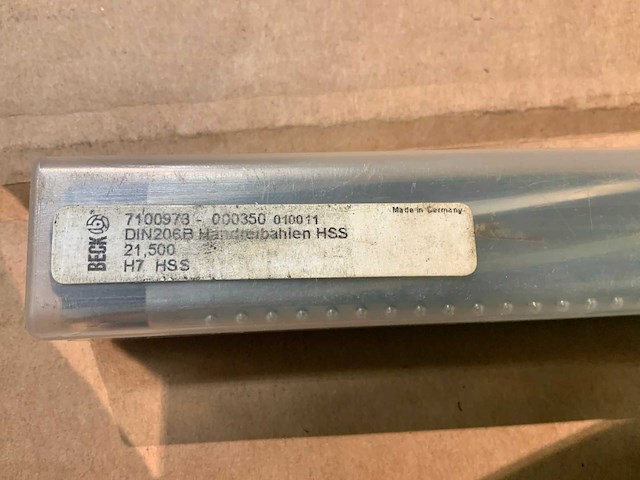 BECK
7100973 - 000350 010011
Made in Germany
DIN206B Handreibahlen HSS
21,500
H7 HSS